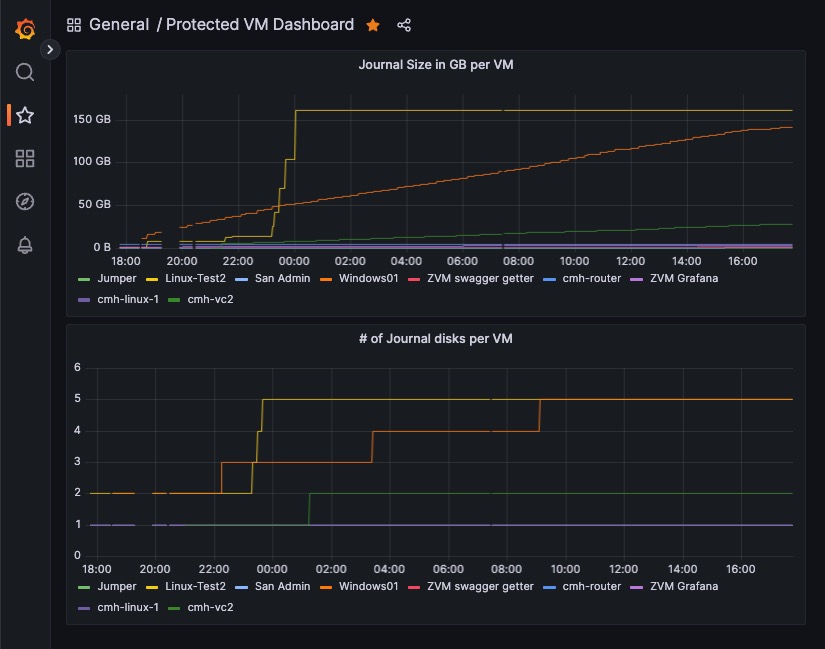 General / Protected VM Dashboard
Journal Size in GB per VM
150 GB
100 GB
50 GB
0 B
18:00 20:00 22:00 00:00 02:00 04:00 06:00 08:00 10:00 12:00 14:00 16:00
Jumper Linux-Test2 San Admin Windows01 ZVM swagger getter cmh-router ZVM Grafana
cmh-linux-1 cmh-vc2
# of Journal disks per VM
6
5
4
3
2
1
0
18:00 20:00 22:00 00:00 02:00 04:00 06:00 08:00 10:00 12:00 14:00 16:00
Jumper Linux-Test2 San Admin Windows01 ZVM swagger getter cmh-router ZVM Grafana
cmh-linux-1 cmh-vc2